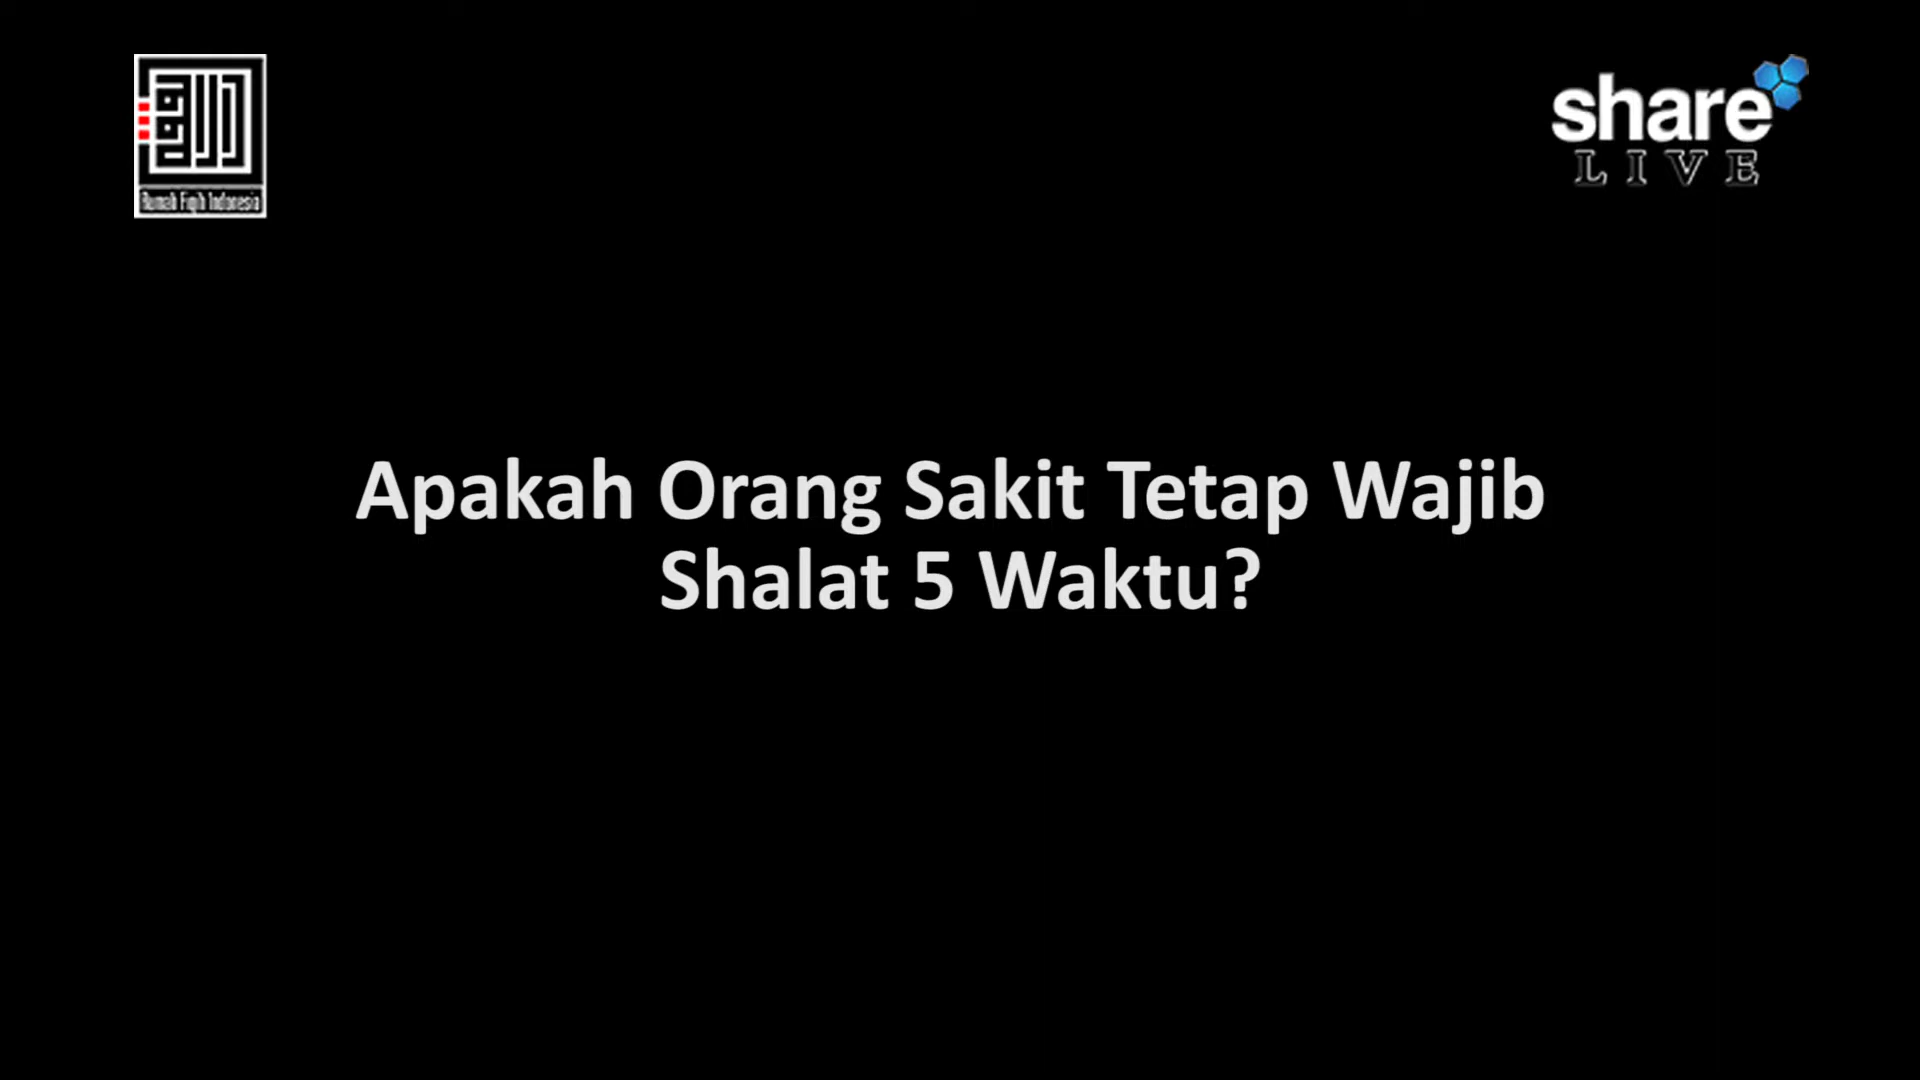 Rumah Fiqih Indonesia
share
LIVE
Apakah Orang Sakit Tetap Wajib
Shalat 5 Waktu?